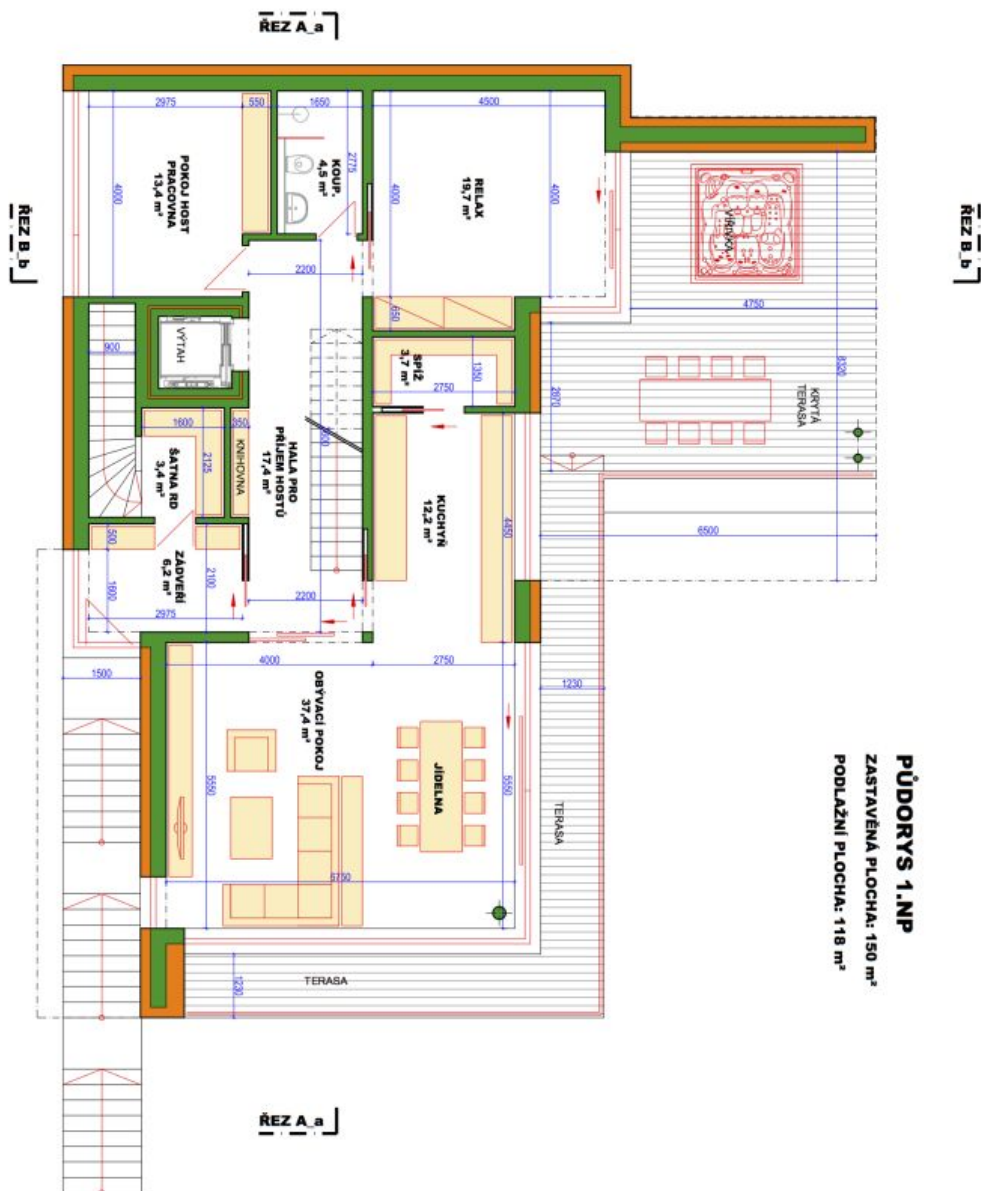 ŘEZ A_a
2975
550
1650
4500
2775
4000
POKOJ HOST
PRACOVNA
13,4 m²
KOUP.
4,5 m²
4000
RELAX
19,7 m²
4000
VÍŘIVKA
ŘEZ B_b
ŘEZ B_b
2200
4750
650
900
VÝTAH
SPÍŽ
3,7 m²
1350
2750
2870
8320
KRYTÁ
TERASA
1600
350
ŠATNA RD
3,4 m²
2125
KNIHOVNA
HALA PRO
PŘÍJEM HOSTŮ
17,4 m²
KUCHYŇ
12,2 m²
4450
6500
500
1600
ZÁDVEŘÍ
6,2 m²
2100
2975
2200
4000
2750
1500
1230
OBÝVACÍ POKOJ
37,4 m²
JÍDELNA
5550
5550
TERASA
PŮDORYS 1.NP
ZASTAVĚNÁ PLOCHA: 150 m²
PODLAŽNÍ PLOCHA: 118 m²
6750
1230
TERASA
ŘEZ A_a